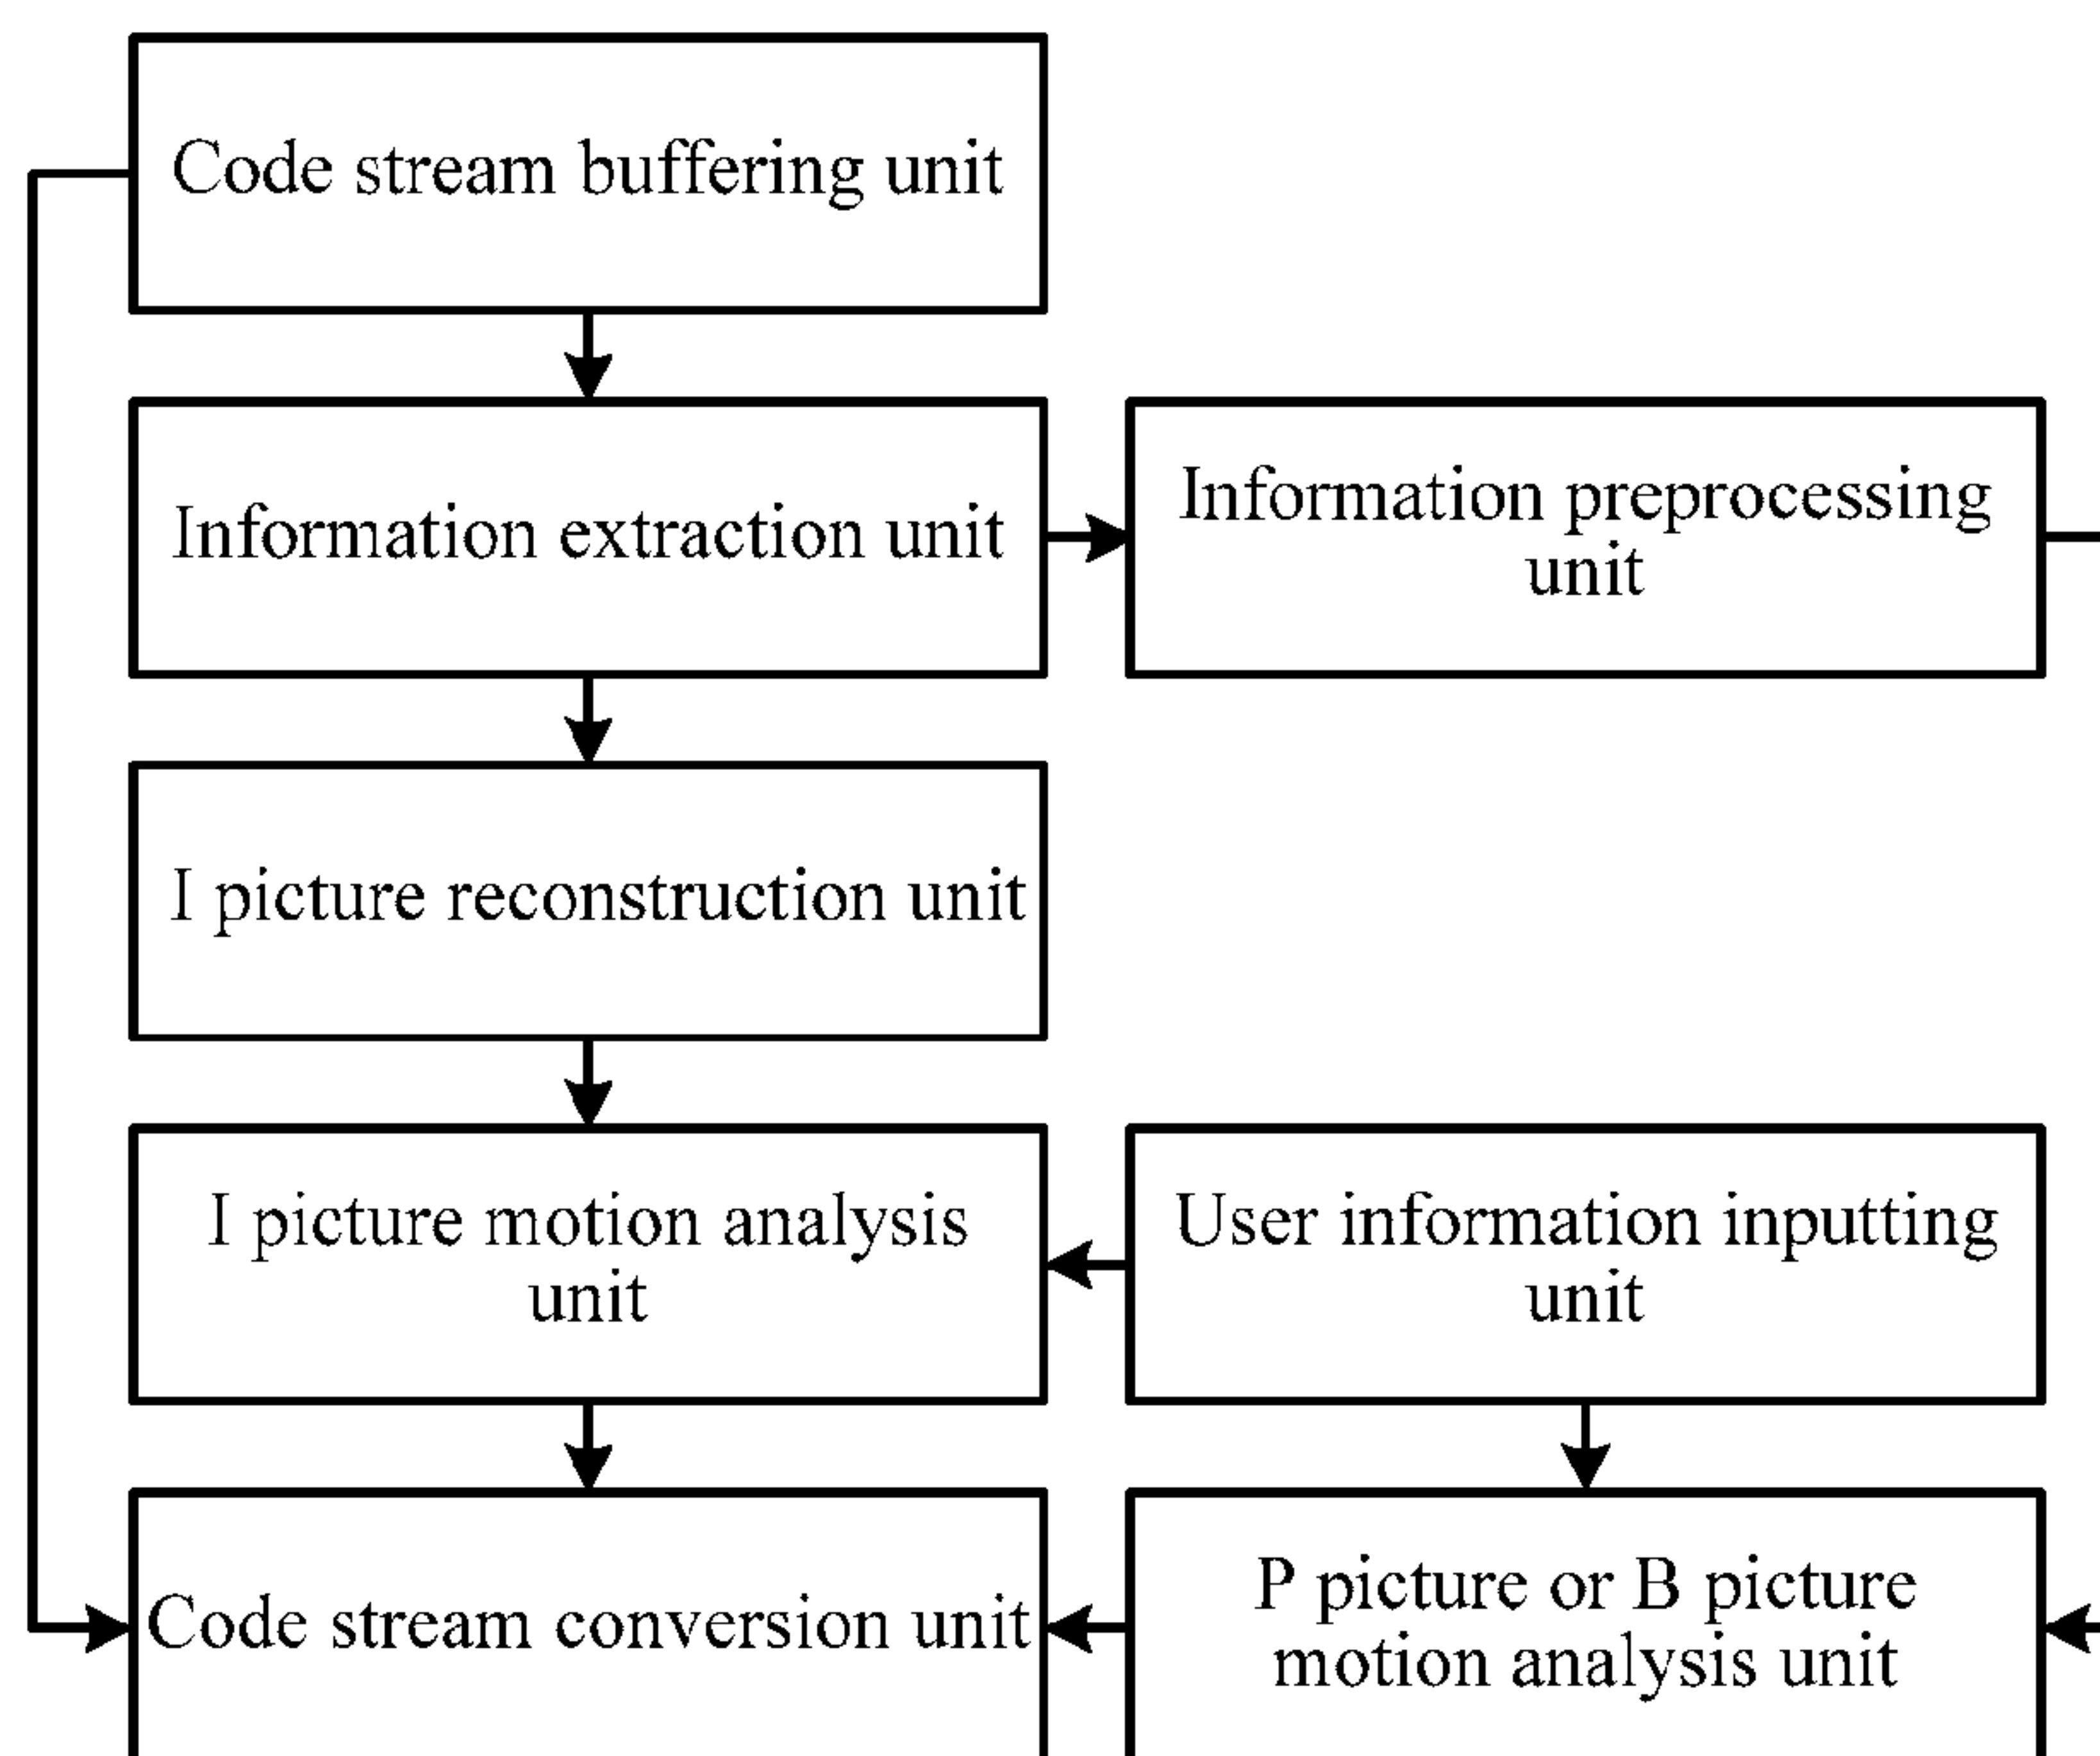 Code stream buffering unit
Information extraction unit
Information preprocessing
unit
I picture reconstruction unit
I picture motion analysis
unit
User information inputting
unit
Code stream conversion unit
P picture or B picture
motion analysis unit